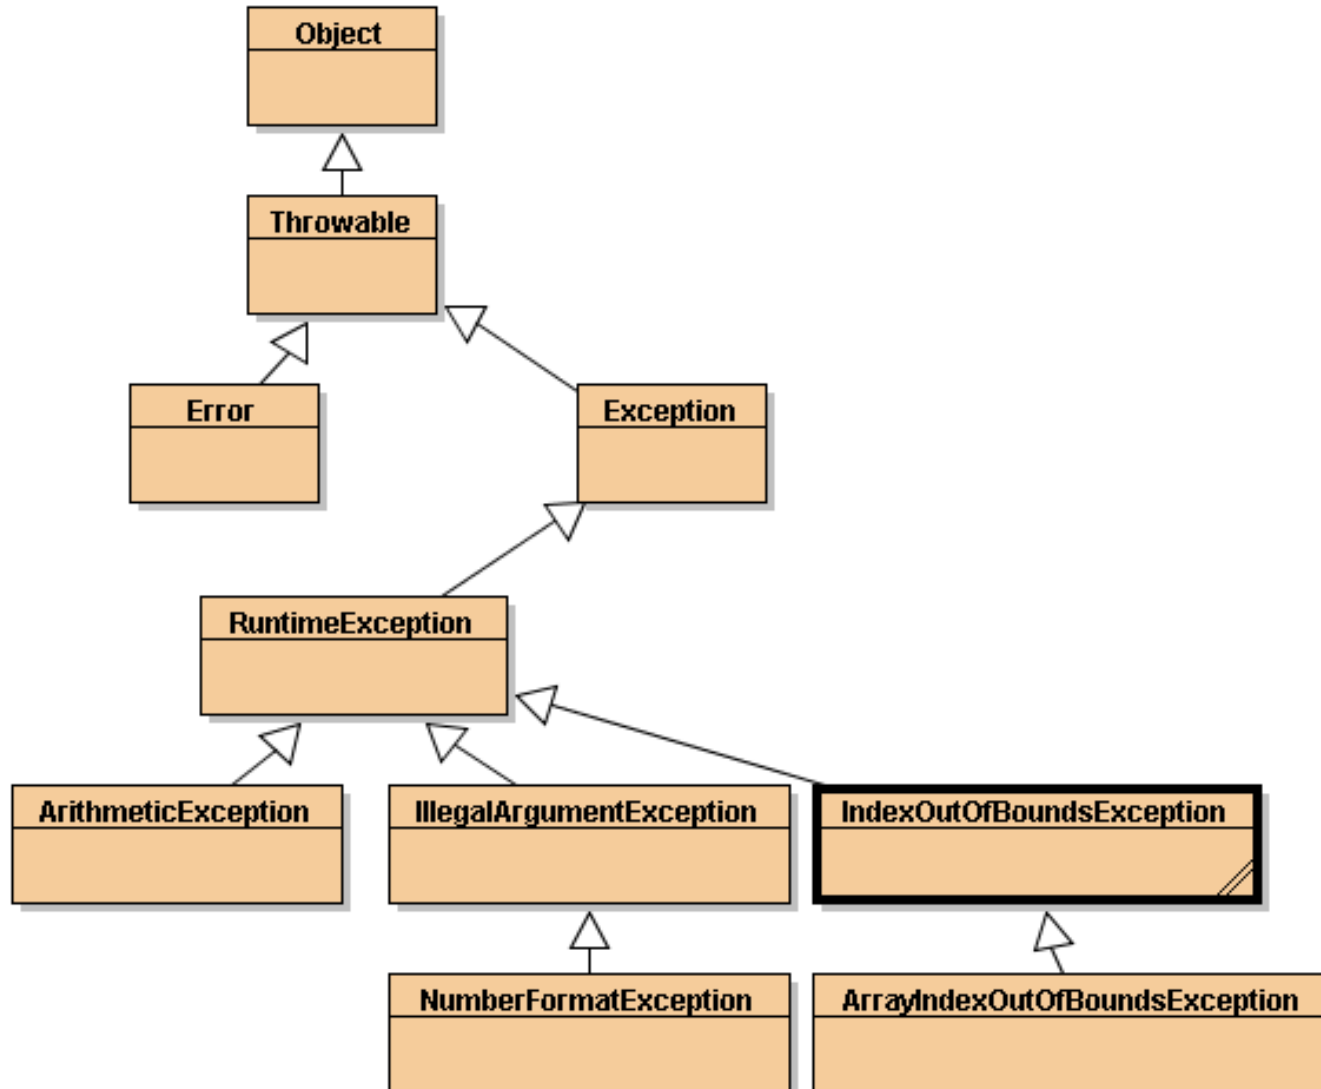 Object
Throwable
Error
Exception
RuntimeException
ArithmeticException
IllegalArgumentException
IndexOutOfBoundsException
NumberFormatException
ArrayIndexOutOfBoundsException